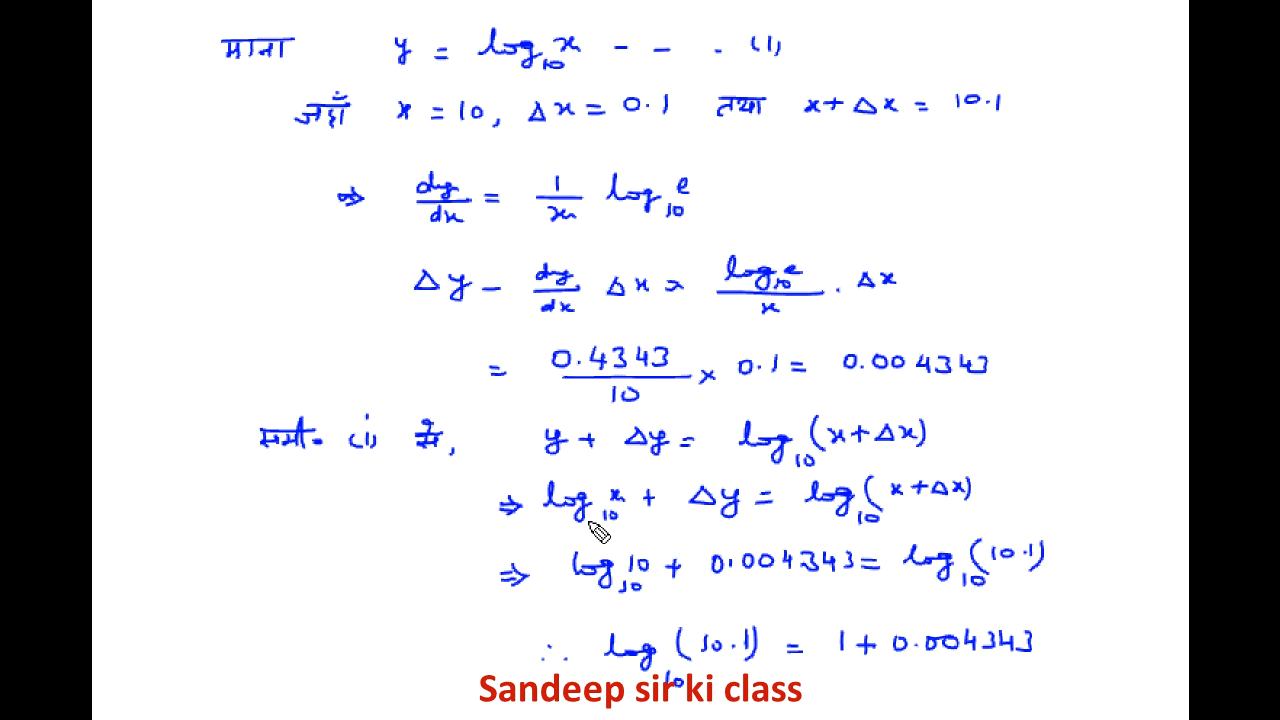 माना y = log₁₀x - - . (1)
जहाँ x = 10, Δx = 0.1 तथा x+Δx = 10.1
⇒ dy/dx = 1/x log₁₀e
Δy = dy/dx Δx = log₁₀e/x . Δx
= 0.4343/10 × 0.1 = 0.004343
समी० (1) से, y + Δy = log₁₀(x+Δx)
⇒ log₁₀x + Δy = log₁₀(x+Δx)
⇒ log₁₀10 + 0.004343 = log₁₀(10.1)
∴ log₁₀(10.1) = 1 + 0.004343
Sandeep sir ki class